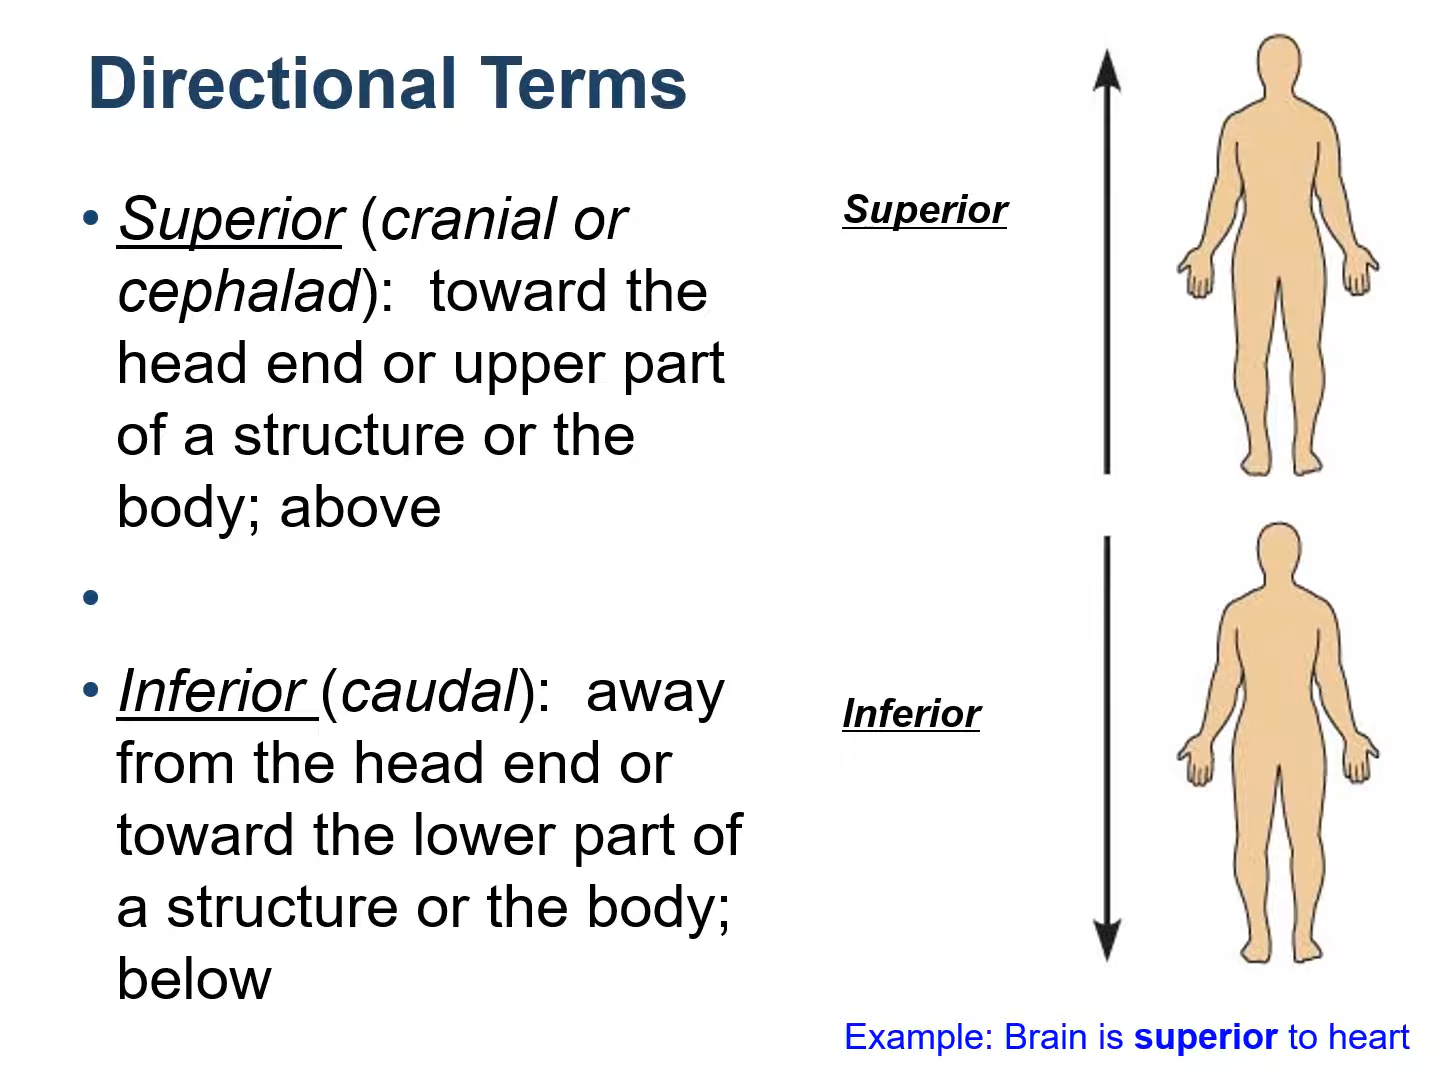 Directional Terms
• Superior (cranial or
cephalad): toward the
head end or upper part
of a structure or the
body; above
•
• Inferior (caudal): away
from the head end or
toward the lower part of
a structure or the body;
below
Superior
Inferior
Example: Brain is superior to heart